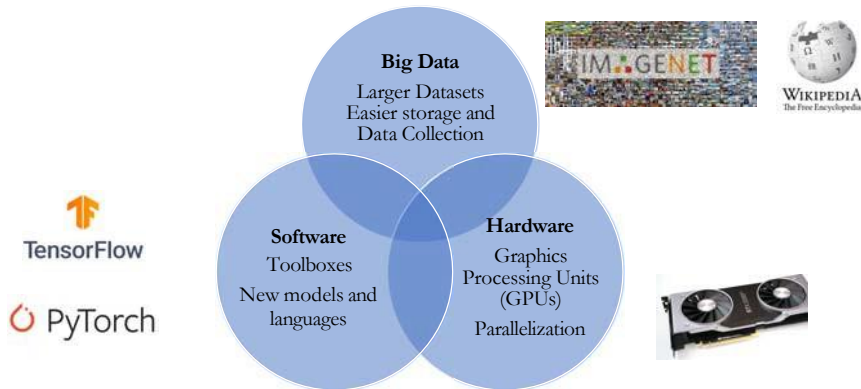 Big Data
Larger Datasets
Easier storage and
Data Collection
IMAGENET
WIKIPEDIA
The Free Encyclopedia
TensorFlow
PyTorch
Software
Toolboxes
New models and
languages
Hardware
Graphics
Processing Units
(GPUs)
Parallelization